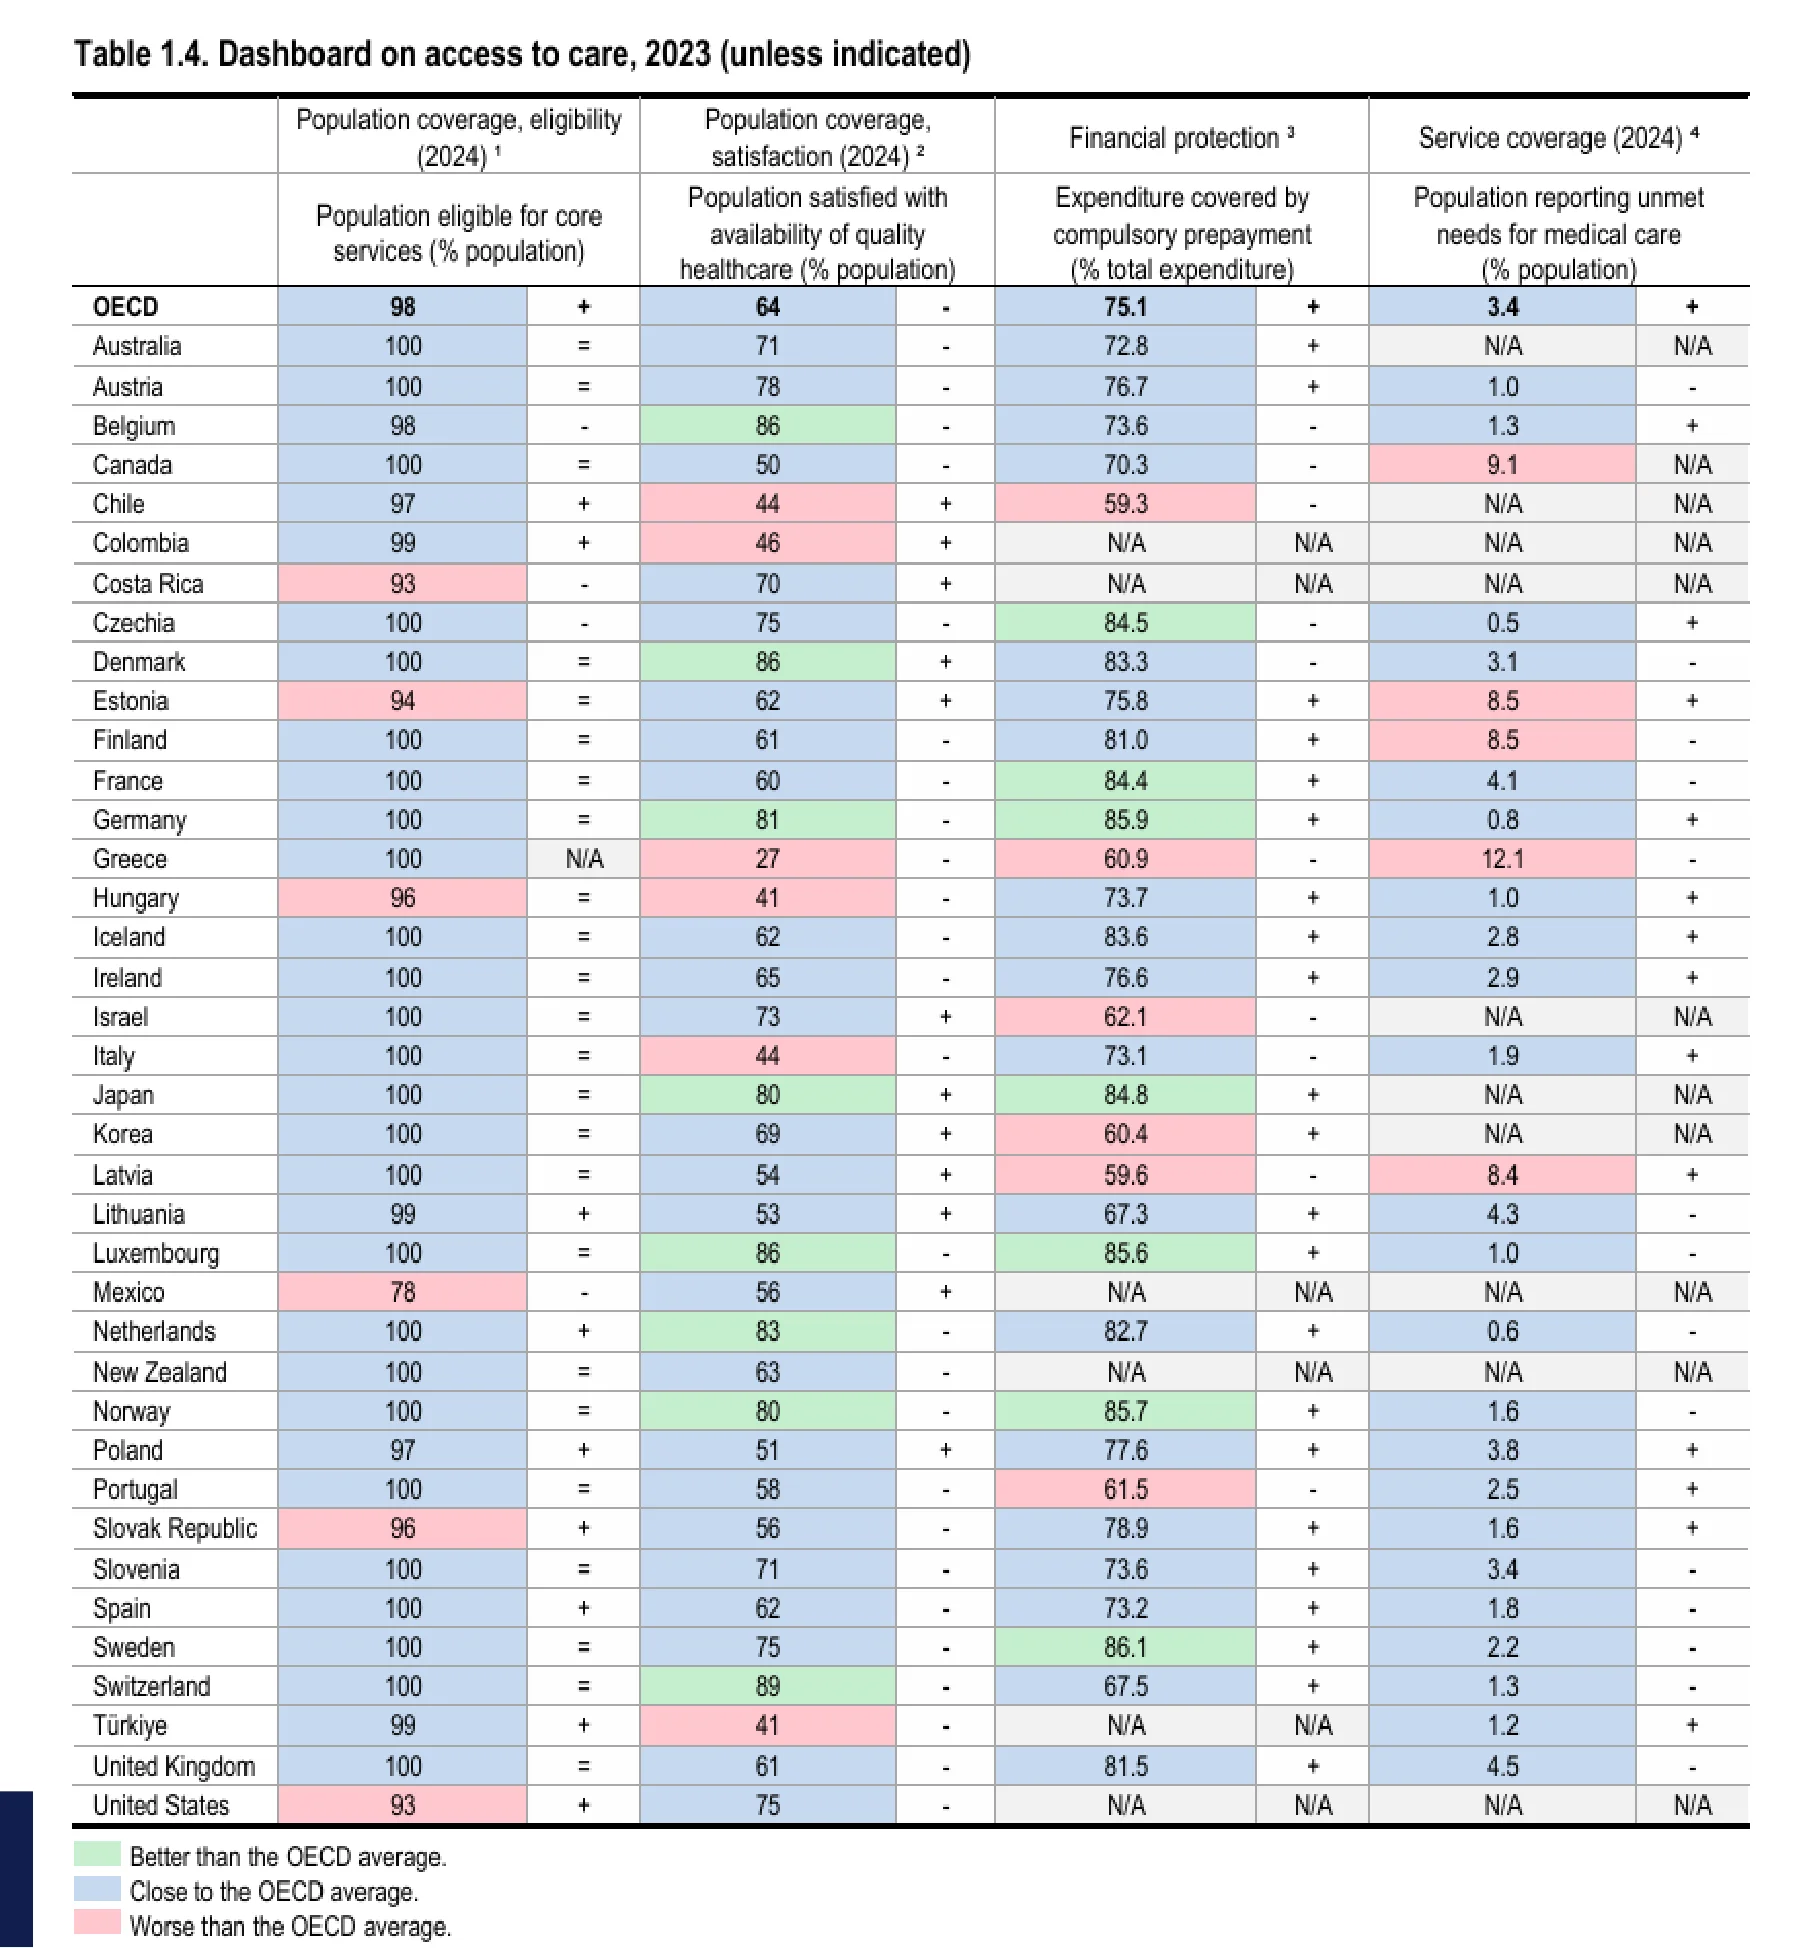 Table 1.4. Dashboard on access to care, 2023 (unless indicated)
Population coverage, eligibility (2024) ¹ Population coverage, satisfaction (2024) ² Financial protection ³ Service coverage (2024) ⁴
Population eligible for core services (% population) Population satisfied with availability of quality healthcare (% population) Expenditure covered by compulsory prepayment (% total expenditure) Population reporting unmet needs for medical care (% population)
OECD 98 + 64 - 75.1 + 3.4 +
Australia 100 = 71 - 72.8 + N/A N/A
Austria 100 = 78 - 76.7 + 1.0 -
Belgium 98 - 86 - 73.6 - 1.3 +
Canada 100 = 50 - 70.3 - 9.1 N/A
Chile 97 + 44 + 59.3 - N/A N/A
Colombia 99 + 46 + N/A N/A N/A N/A
Costa Rica 93 - 70 + N/A N/A N/A N/A
Czechia 100 - 75 - 84.5 - 0.5 +
Denmark 100 = 86 + 83.3 - 3.1 -
Estonia 94 = 62 + 75.8 + 8.5 +
Finland 100 = 61 - 81.0 + 8.5 -
France 100 = 60 - 84.4 + 4.1 -
Germany 100 = 81 - 85.9 + 0.8 +
Greece 100 N/A 27 - 60.9 - 12.1 -
Hungary 96 = 41 - 73.7 + 1.0 +
Iceland 100 = 62 - 83.6 + 2.8 +
Ireland 100 = 65 - 76.6 + 2.9 +
Israel 100 = 73 + 62.1 - N/A N/A
Italy 100 = 44 - 73.1 - 1.9 +
Japan 100 = 80 + 84.8 + N/A N/A
Korea 100 = 69 + 60.4 + N/A N/A
Latvia 100 = 54 + 59.6 - 8.4 +
Lithuania 99 + 53 + 67.3 + 4.3 -
Luxembourg 100 = 86 - 85.6 + 1.0 -
Mexico 78 - 56 + N/A N/A N/A N/A
Netherlands 100 + 83 - 82.7 + 0.6 -
New Zealand 100 = 63 - N/A N/A N/A N/A
Norway 100 = 80 - 85.7 + 1.6 -
Poland 97 + 51 + 77.6 + 3.8 +
Portugal 100 = 58 - 61.5 - 2.5 +
Slovak Republic 96 + 56 - 78.9 + 1.6 +
Slovenia 100 = 71 - 73.6 + 3.4 -
Spain 100 + 62 - 73.2 + 1.8 -
Sweden 100 = 75 - 86.1 + 2.2 -
Switzerland 100 = 89 - 67.5 + 1.3 -
Türkiye 99 + 41 - N/A N/A 1.2 +
United Kingdom 100 = 61 - 81.5 + 4.5 -
United States 93 + 75 - N/A N/A N/A N/A
Better than the OECD average.
Close to the OECD average.
Worse than the OECD average.